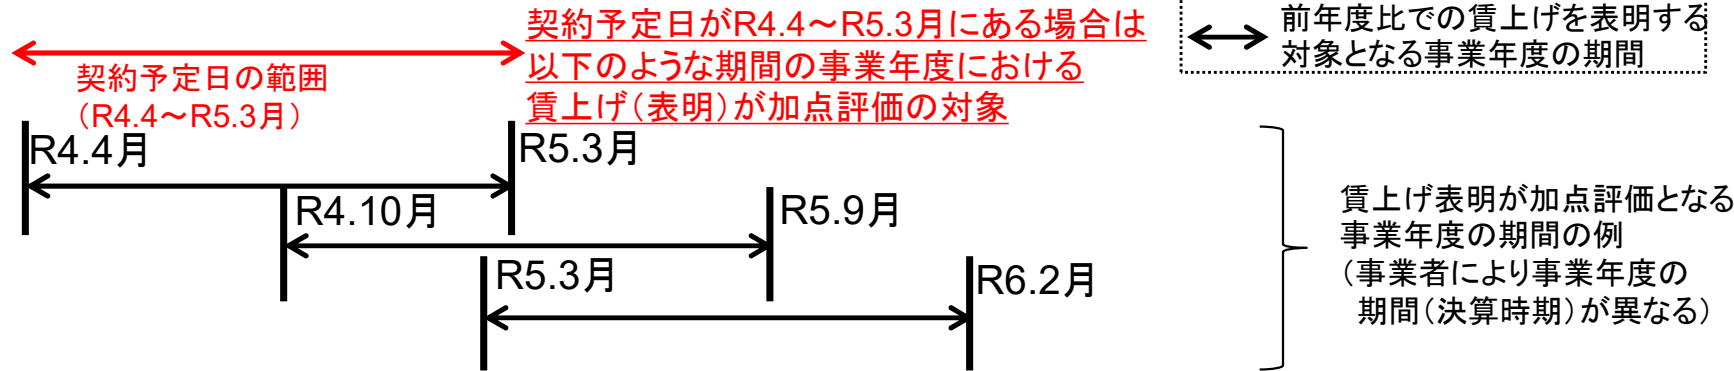 契約予定日の範囲
(R4.4~R5.3月)
契約予定日がR4.4~R5.3月にある場合は
以下のような期間の事業年度における
賃上げ(表明)が加点評価の対象
前年度比での賃上げを表明する
対象となる事業年度の期間
R4.4月
R5.3月
R4.10月
R5.9月
R5.3月
R6.2月
賃上げ表明が加点評価となる
事業年度の期間の例
(事業者により事業年度の
期間(決算時期)が異なる)